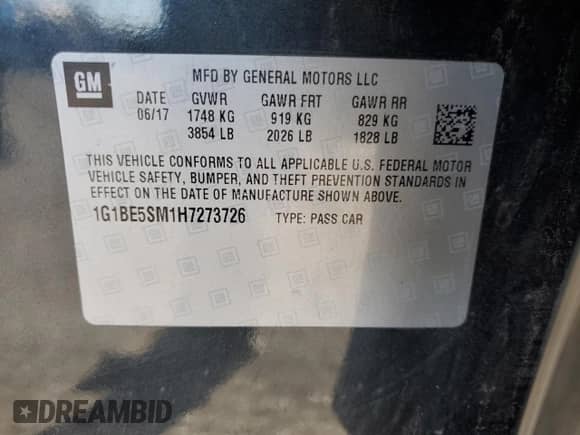 GM
MFD BY GENERAL MOTORS LLC
DATE GVWR GAWR FRT GAWR RR
06/17 1748 KG 919 KG 829 KG
3854 LB 2026 LB 1828 LB
THIS VEHICLE CONFORMS TO ALL APPLICABLE U.S. FEDERAL MOTOR
VEHICLE SAFETY, BUMPER, AND THEFT PREVENTION STANDARDS IN
EFFECT ON THE DATE OF MANUFACTURE SHOWN ABOVE.
1G1BE5SM1H7273726 TYPE: PASS CAR
DREAMBID